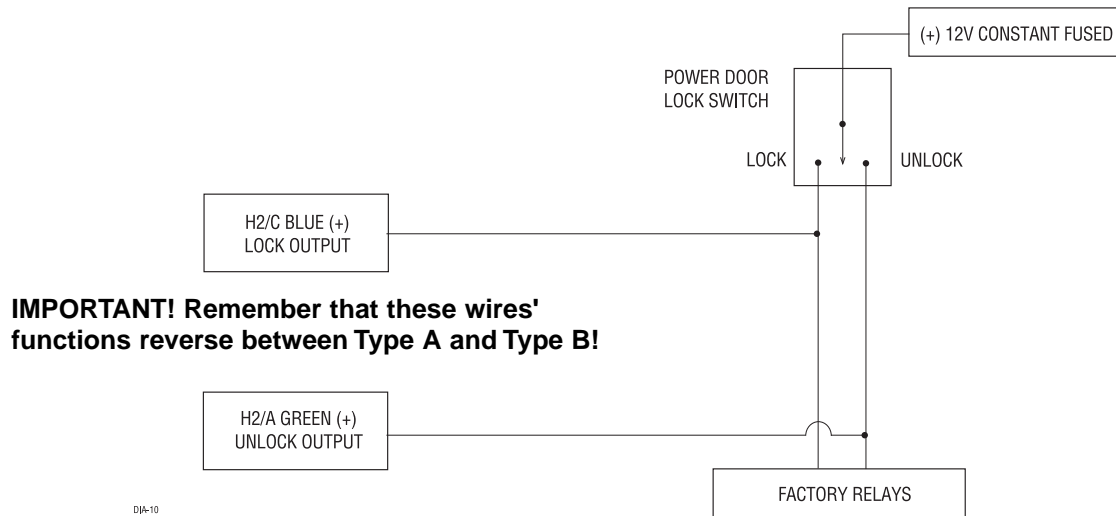 (+) 12V CONSTANT FUSED
POWER DOOR
LOCK SWITCH
LOCK
UNLOCK
H2/C BLUE (+)
LOCK OUTPUT
IMPORTANT! Remember that these wires'
functions reverse between Type A and Type B!
H2/A GREEN (+)
UNLOCK OUTPUT
FACTORY RELAYS
DIA-10